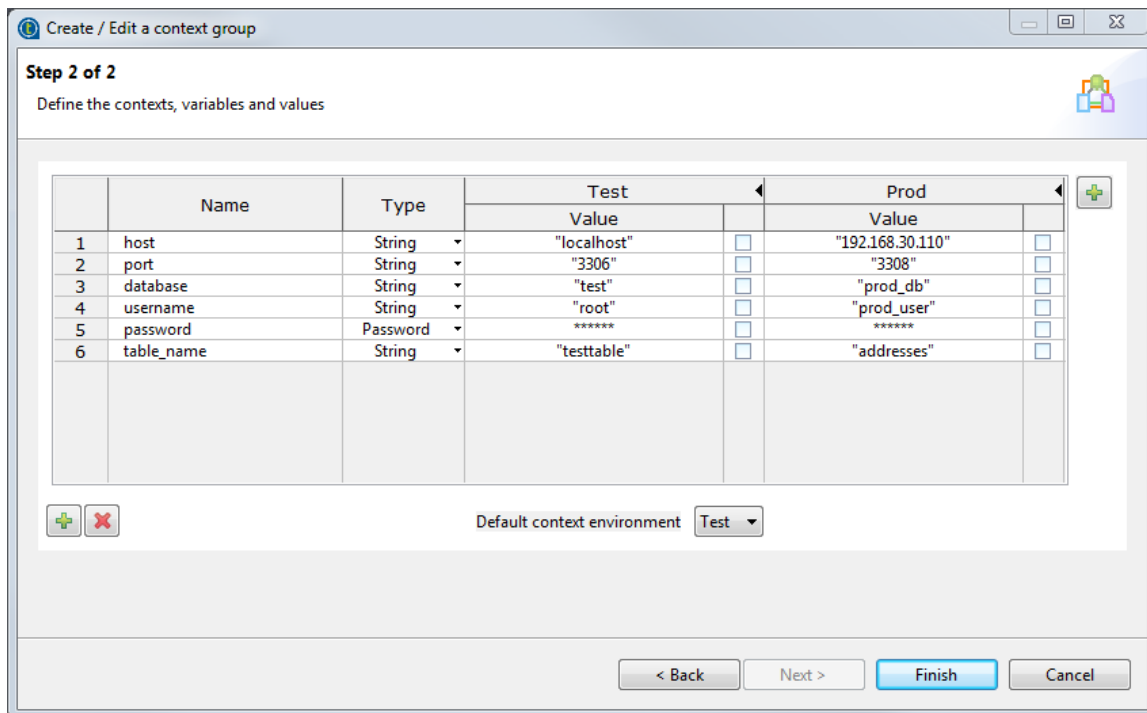 Create / Edit a context group
Step 2 of 2
Define the contexts, variables and values
Name Type Test Prod
Value Value
1 host String "localhost" "192.168.30.110"
2 port String "3306" "3308"
3 database String "test" "prod_db"
4 username String "root" "prod_user"
5 password Password ****** ******
6 table_name String "testtable" "addresses"
Default context environment Test
< Back Next > Finish Cancel